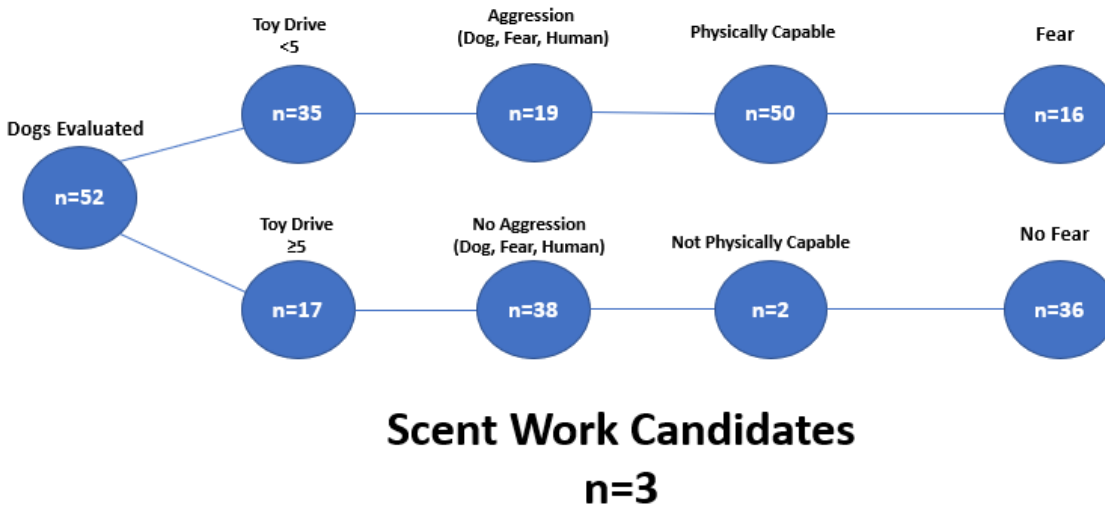 Dogs Evaluated
n=52
Toy Drive
<5
n=35
Aggression
(Dog, Fear, Human)
n=19
Physically Capable
n=50
Fear
n=16
Toy Drive
≥5
n=17
No Aggression
(Dog, Fear, Human)
n=38
Not Physically Capable
n=2
No Fear
n=36
Scent Work Candidates
n=3